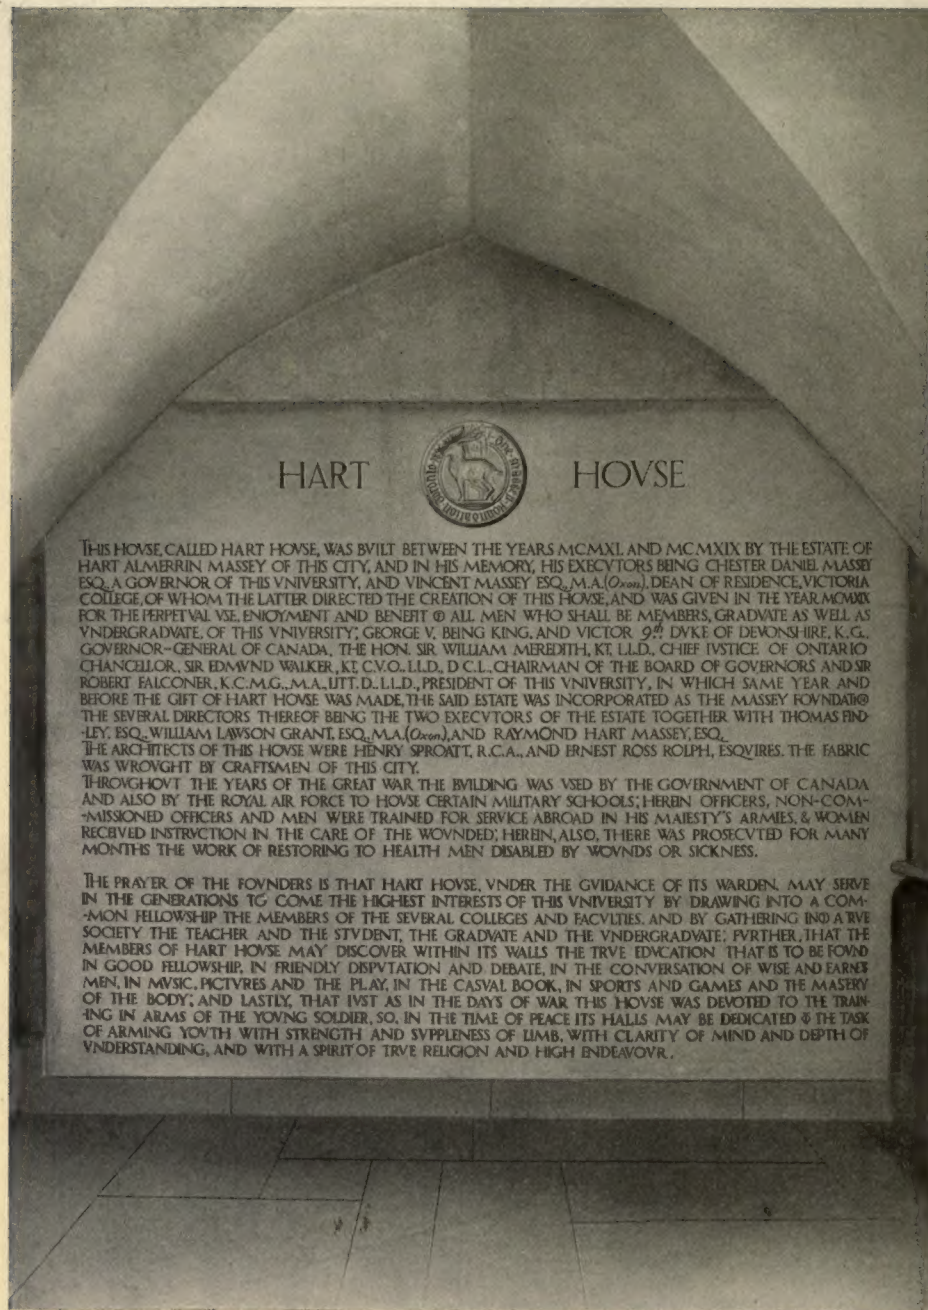 HART HOVSE
THIS HOVSE, CALLED HART HOVSE, WAS BVILT BETWEEN THE YEARS MCMXI. AND MCMXIX BY THE ESTATE OF
HART ALMERRIN MASSEY OF THIS CITY, AND IN HIS MEMORY, HIS EXECVTORS BEING CHESTER DANIEL MASSEY
ESQ., A GOVERNOR OF THIS VNIVERSITY, AND VINCENT MASSEY ESQ., M.A. (Oxon), DEAN OF RESIDENCE, VICTORIA
COLLEGE, OF WHOM THE LATTER DIRECTED THE CREATION OF THIS HOVSE, AND WAS GIVEN IN THE YEAR MCMXIX
FOR THE PERPETVAL VSE, ENIOYMENT AND BENEFIT OF ALL MEN WHO SHALL BE MEMBERS, GRADVATE AS WELL AS
VNDERGRADVATE, OF THIS VNIVERSITY; GEORGE V, BEING KING, AND VICTOR 9th DVKE OF DEVONSHIRE, K.G.,
GOVERNOR-GENERAL OF CANADA, THE HON. SIR WILLIAM MEREDITH, KT., LL.D., CHIEF IVSTICE OF ONTARIO
CHANCELLOR, SIR EDMVND WALKER, KT., C.V.O., LL.D., D C.L., CHAIRMAN OF THE BOARD OF GOVERNORS AND SIR
ROBERT FALCONER, K.C.M.G., M.A., LITT.D., LL.D., PRESIDENT OF THIS VNIVERSITY, IN WHICH SAME YEAR AND
BEFORE THE GIFT OF HART HOVSE WAS MADE, THE SAID ESTATE WAS INCORPORATED AS THE MASSEY FOVNDATION
THE SEVERAL DIRECTORS THEREOF BEING THE TWO EXECVTORS OF THE ESTATE TOGETHER WITH THOMAS FIND-
-LEY, ESQ., WILLIAM LAWSON GRANT, ESQ., M.A. (Oxon), AND RAYMOND HART MASSEY, ESQ.,
THE ARCHITECTS OF THIS HOVSE WERE HENRY SPROATT, R.C.A., AND ERNEST ROSS ROLPH, ESQVIRES. THE FABRIC
WAS WROVGHT BY CRAFTSMEN OF THIS CITY.
THROVGHOVT THE YEARS OF THE GREAT WAR THE BVILDING WAS VSED BY THE GOVERNMENT OF CANADA
AND ALSO BY THE ROYAL AIR FORCE TO HOVSE CERTAIN MILITARY SCHOOLS; HEREIN OFFICERS, NON-COM-
-MISSIONED OFFICERS AND MEN WERE TRAINED FOR SERVICE ABROAD IN HIS MAIESTY'S ARMIES, & WOMEN
RECEIVED INSTRVCTION IN THE CARE OF THE WOVNDED; HEREIN, ALSO, THERE WAS PROSECVTED FOR MANY
MONTHS THE WORK OF RESTORING TO HEALTH MEN DISABLED BY WOVNDS OR SICKNESS.
THE PRAYER OF THE FOVNDERS IS THAT HART HOVSE, VNDER THE GVIDANCE OF ITS WARDEN, MAY SERVE
IN THE GENERATIONS TO COME THE HIGHEST INTERESTS OF THIS VNIVERSITY BY DRAWING INTO A COM-
-MON FELLOWSHIP THE MEMBERS OF THE SEVERAL COLLEGES AND FACVLTIES, AND BY GATHERING INTO A TRVE
SOCIETY THE TEACHER AND THE STVDENT, THE GRADVATE AND THE VNDERGRADVATE; FVRTHER, THAT THE
MEMBERS OF HART HOVSE MAY DISCOVER WITHIN ITS WALLS THE TRVE EDVCATION THAT IS TO BE FOVND
IN GOOD FELLOWSHIP, IN FRIENDLY DISPVTATION AND DEBATE, IN THE CONVERSATION OF WISE AND EARNEST
MEN, IN MVSIC, PICTVRES AND THE PLAY, IN THE CASVAL BOOK, IN SPORTS AND GAMES AND THE MASTERY
OF THE BODY; AND LASTLY, THAT IVST AS IN THE DAYS OF WAR THIS HOVSE WAS DEVOTED TO THE TRAIN-
-ING IN ARMS OF THE YOVNG SOLDIER, SO, IN THE TIME OF PEACE ITS HALLS MAY BE DEDICATED TO THE TASK
OF ARMING YOVTH WITH STRENGTH AND SVPPLENESS OF LIMB, WITH CLARITY OF MIND AND DEPTH OF
VNDERSTANDING, AND WITH A SPIRIT OF TRVE RELIGION AND HIGH ENDEAVOVR.